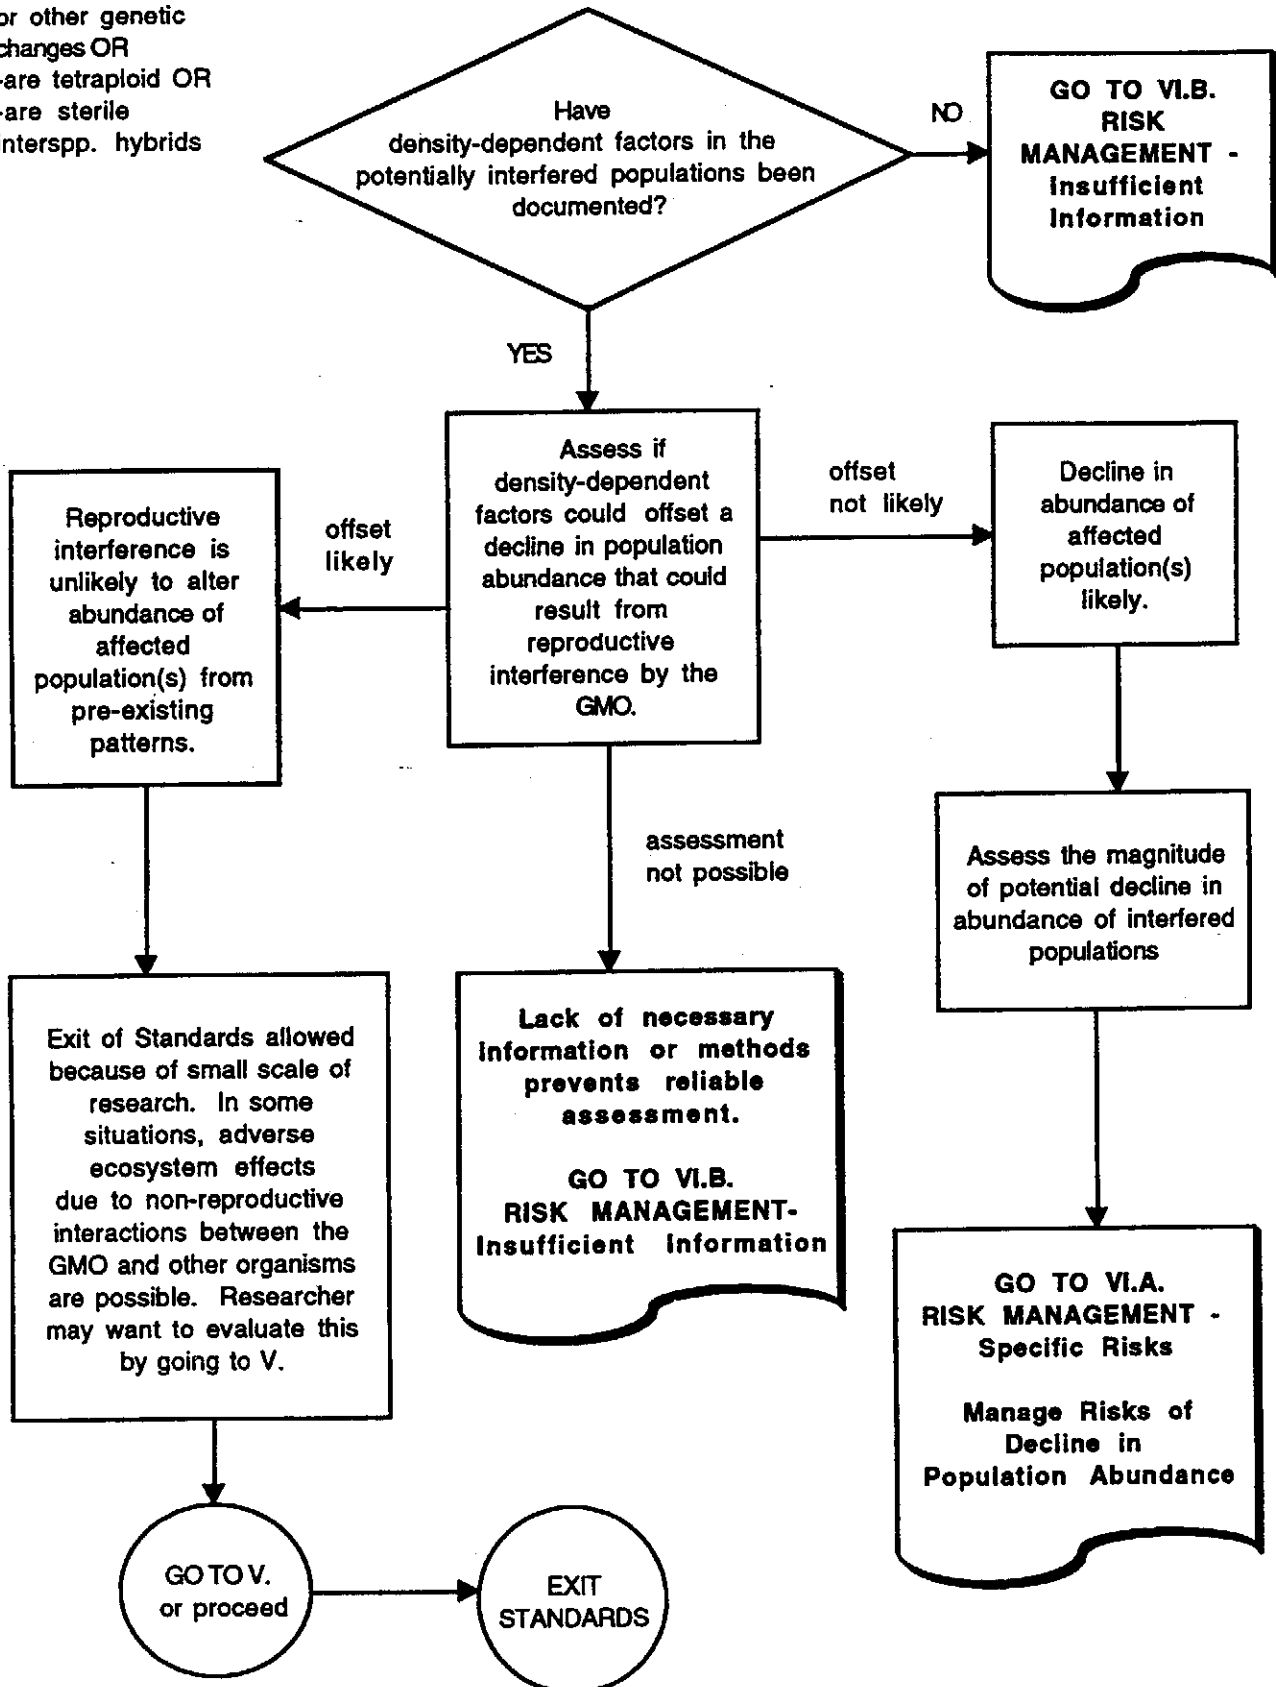 or other genetic
changes OR
-are tetraploid OR
-are sterile
interspp. hybrids
Have
density-dependent factors in the
potentially interfered populations been
documented?
NO
GO TO VI.B.
RISK
MANAGEMENT -
Insufficient
Information
YES
Assess if
density-dependent
factors could offset a
decline in population
abundance that could
result from
reproductive
interference by the
GMO.
offset
likely
Reproductive
interference is
unlikely to alter
abundance of
affected
population(s) from
pre-existing
patterns.
offset
not likely
Decline in
abundance of
affected
population(s)
likely.
assessment
not possible
Assess the magnitude
of potential decline in
abundance of interfered
populations
Exit of Standards allowed
because of small scale of
research. In some
situations, adverse
ecosystem effects
due to non-reproductive
interactions between the
GMO and other organisms
are possible. Researcher
may want to evaluate this
by going to V.
Lack of necessary
information or methods
prevents reliable
assessment.
GO TO VI.B.
RISK MANAGEMENT-
Insufficient Information
GO TO VI.A.
RISK MANAGEMENT -
Specific Risks
Manage Risks of
Decline in
Population Abundance
GO TO V.
or proceed
EXIT
STANDARDS